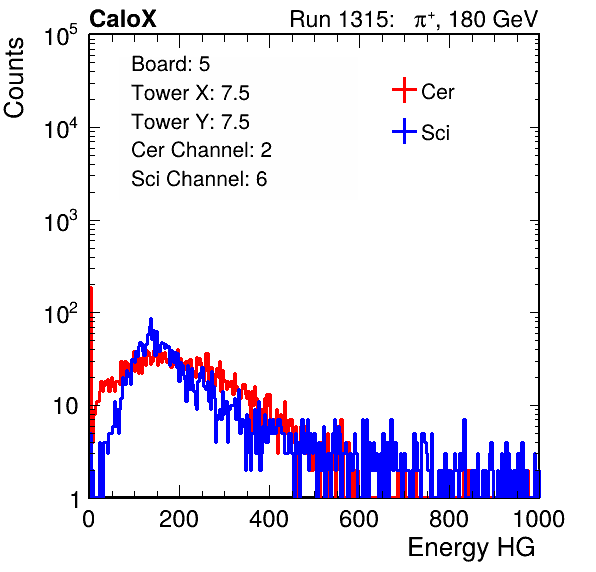 CaloX Run 1315: π⁺, 180 GeV
Counts
10⁵
10⁴
10³
10²
10
1
Board: 5
Tower X: 7.5
Tower Y: 7.5
Cer Channel: 2
Sci Channel: 6
Cer
Sci
0 200 400 600 800 1000
Energy HG